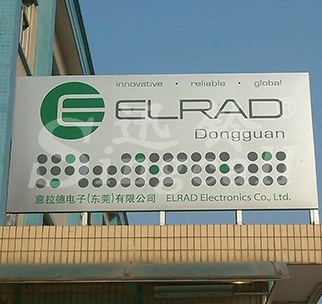 innovative · reliable · global
ELRAD®
Dongguan
意拉德电子(东莞)有限公司 ELRAD Electronics Co., Ltd.